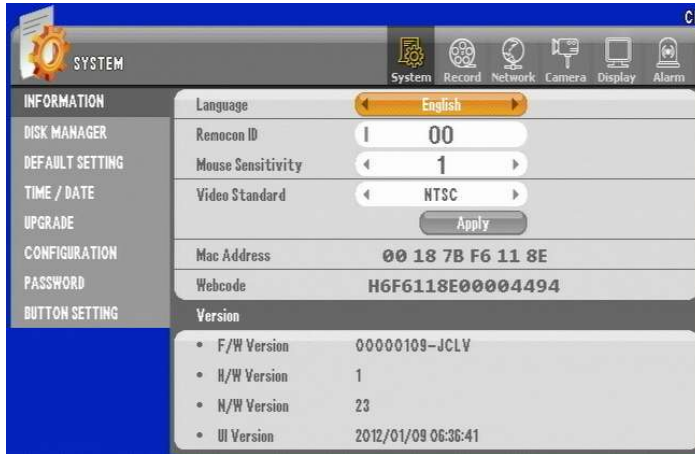 C
SYSTEM
System Record Network Camera Display Alarm
INFORMATION
DISK MANAGER
DEFAULT SETTING
TIME / DATE
UPGRADE
CONFIGURATION
PASSWORD
BUTTON SETTING
Language English
Remocon ID 00
Mouse Sensitivity 1
Video Standard NTSC
Apply
Mac Address 00 18 7B F6 11 8E
Webcode H6F6118E00004494
Version
• F/W Version 00000109-JCLV
• H/W Version 1
• N/W Version 23
• UI Version 2012/01/09 06:36:41